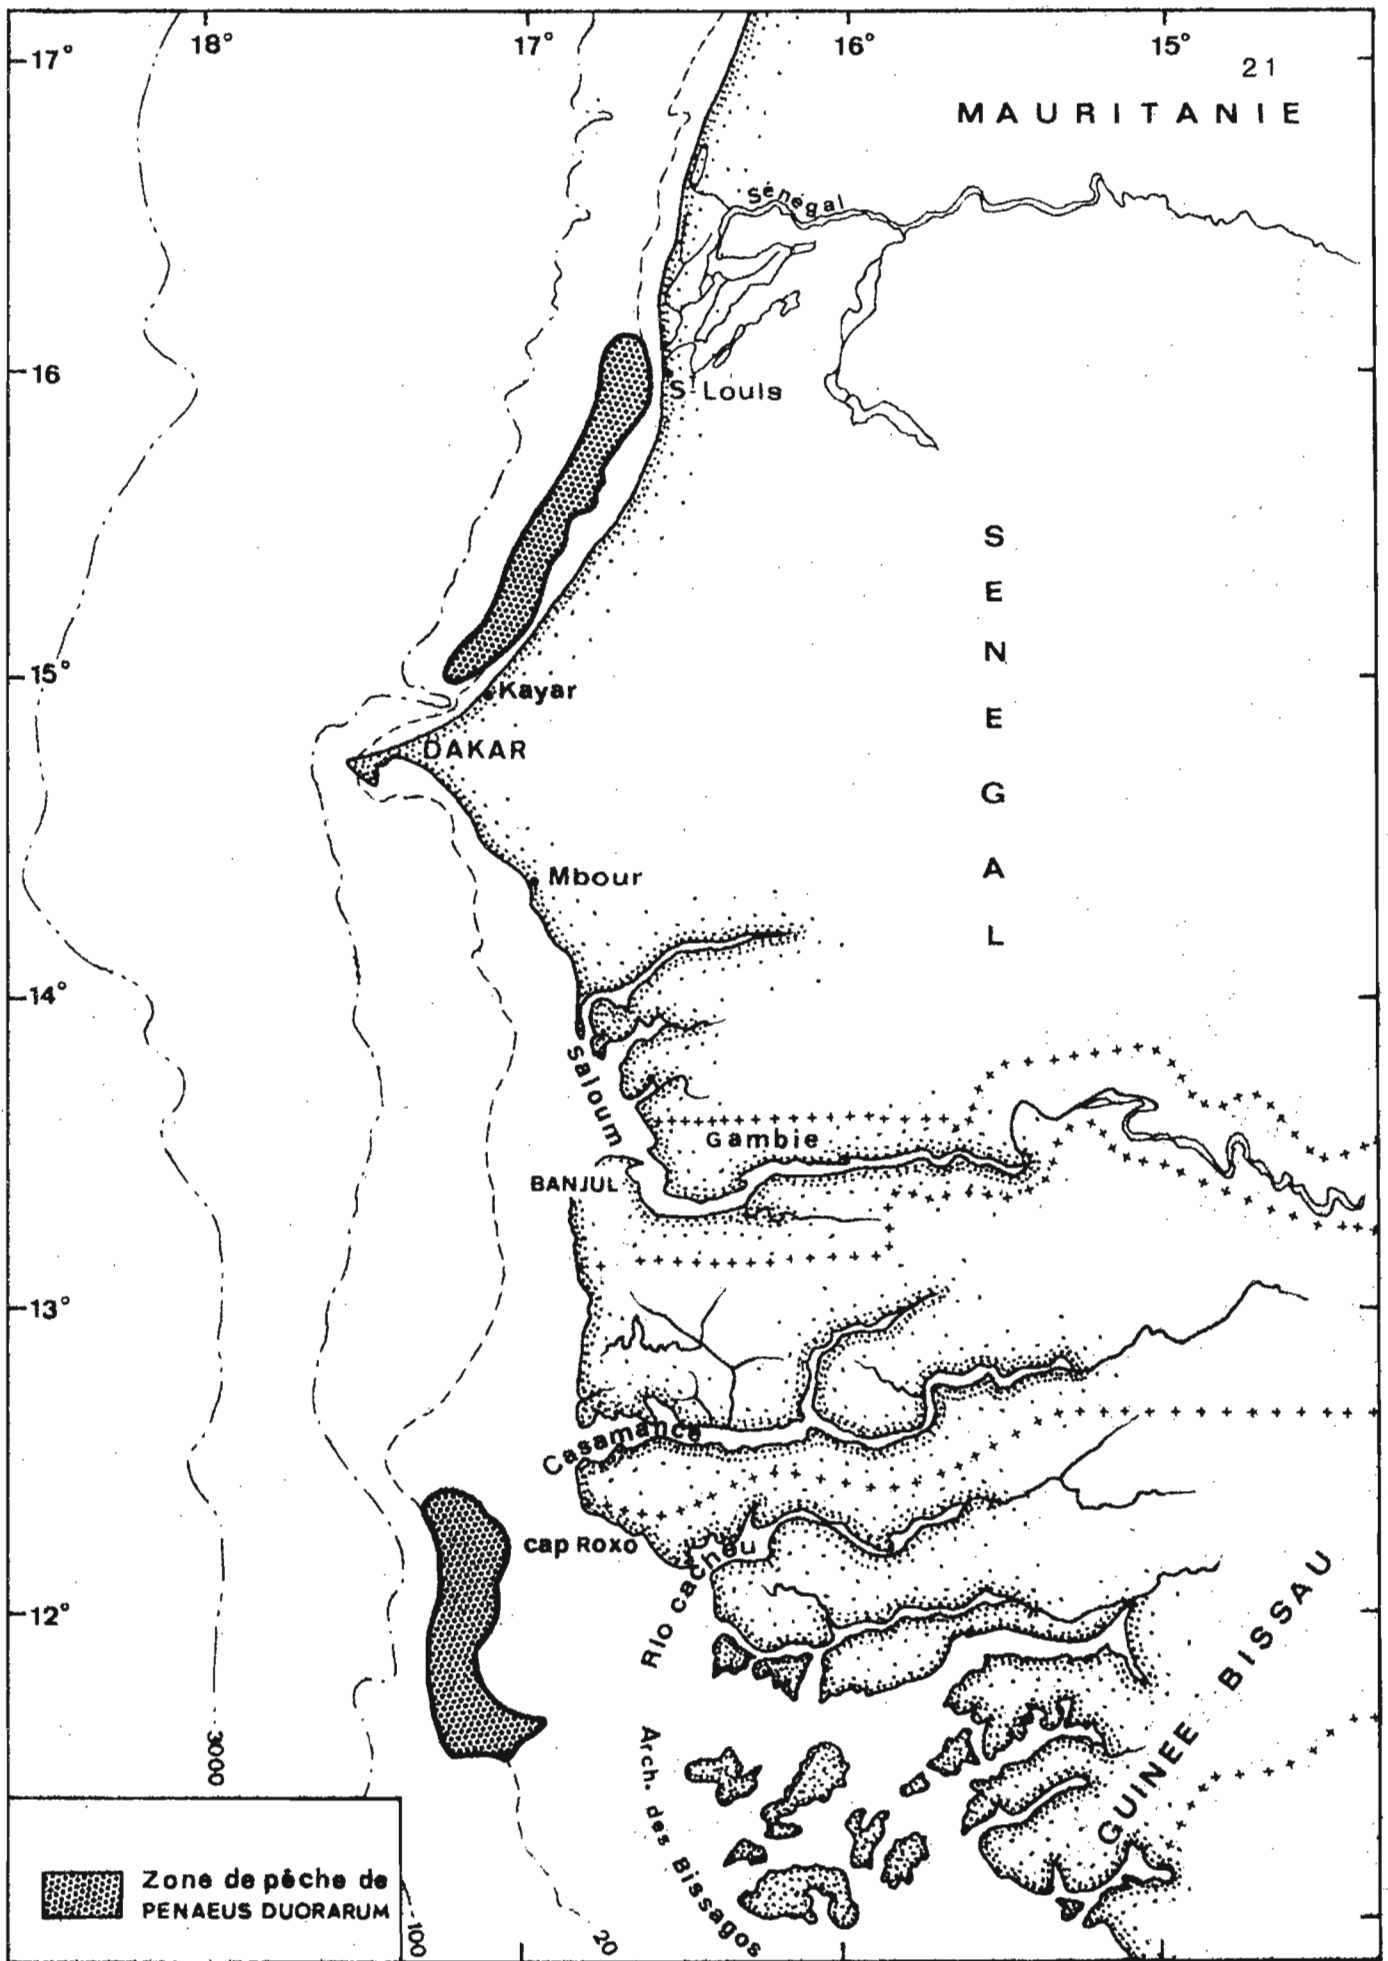 18° 17° 16° 15°
17°
21
MAURITANIE
Sénégal
16
St Louis
SENEGAL
15°
Kayar
DAKAR
Mbour
14°
Saloum
Gambie
BANJUL
13°
Casamance
cap Roxo
Rio cacheu
12°
GUINEE BISSAU
Arch. des Bissagos
3000
100
20
Zone de pêche de
PENAEUS DUORARUM